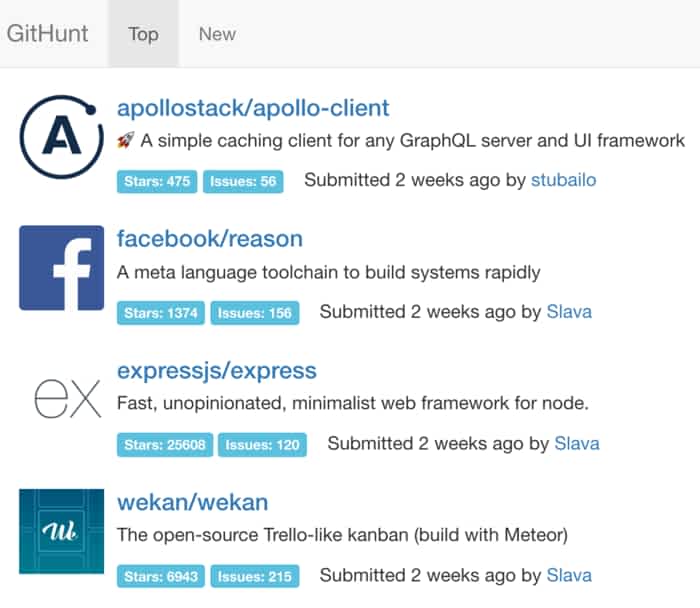 GitHunt Top New
apollostack/apollo-client
🚀 A simple caching client for any GraphQL server and UI framework
Stars: 475 Issues: 56 Submitted 2 weeks ago by stubailo
facebook/reason
A meta language toolchain to build systems rapidly
Stars: 1374 Issues: 156 Submitted 2 weeks ago by Slava
expressjs/express
ex
Fast, unopinionated, minimalist web framework for node.
Stars: 25608 Issues: 120 Submitted 2 weeks ago by Slava
wekan/wekan
The open-source Trello-like kanban (build with Meteor)
Stars: 6943 Issues: 215 Submitted 2 weeks ago by Slava